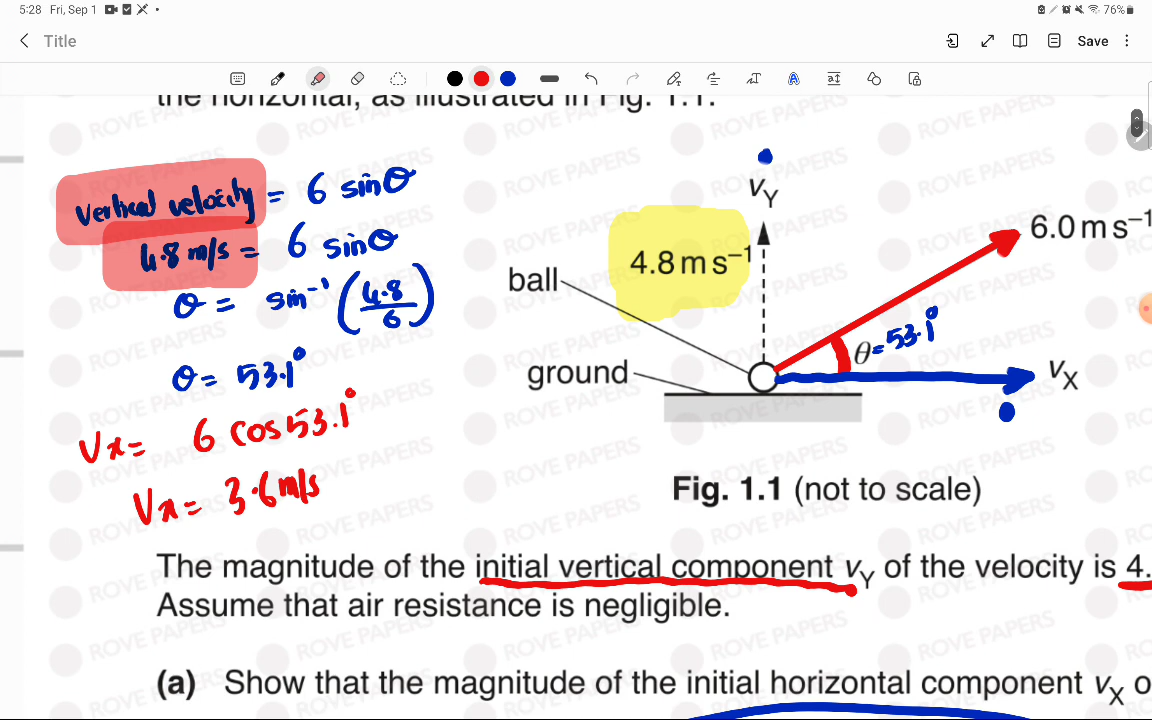 5:28 Fri, Sep 1
76%
Title
Save
the horizontal, as illustrated in Fig. 1.1.
Vertical velocity = 6 sinθ
4.8 m/s = 6 sinθ
θ = sin⁻¹ (4.8/6)
θ = 53.1°
Vx = 6 cos 53.1°
Vx = 3.6 m/s
vY
4.8 m s⁻¹
6.0 m s⁻¹
ball
θ = 53.1°
ground
vX
Fig. 1.1 (not to scale)
The magnitude of the initial vertical component vY of the velocity is 4.
Assume that air resistance is negligible.
(a) Show that the magnitude of the initial horizontal component vX o
ROVE PAPERS